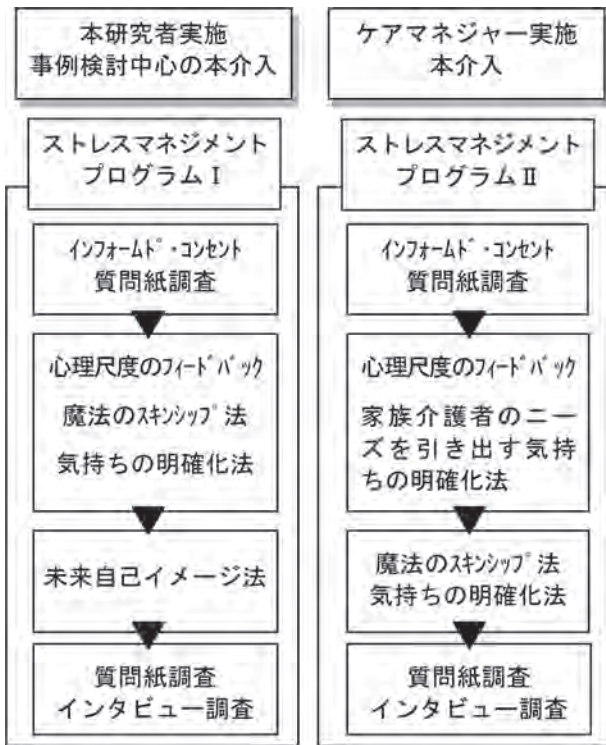 本研究者実施
事例検討中心の本介入
ストレスマネジメント
プログラムⅠ
インフォームド・コンセント
質問紙調査
心理尺度のフィードバック
魔法のスキンシップ法
気持ちの明確化法
未来自己イメージ法
質問紙調査
インタビュー調査
ケアマネジャー実施
本介入
ストレスマネジメント
プログラムⅡ
インフォームド・コンセント
質問紙調査
心理尺度のフィードバック
家族介護者のニー
ズを引き出す気持
ちの明確化法
魔法のスキンシップ法
気持ちの明確化法
質問紙調査
インタビュー調査